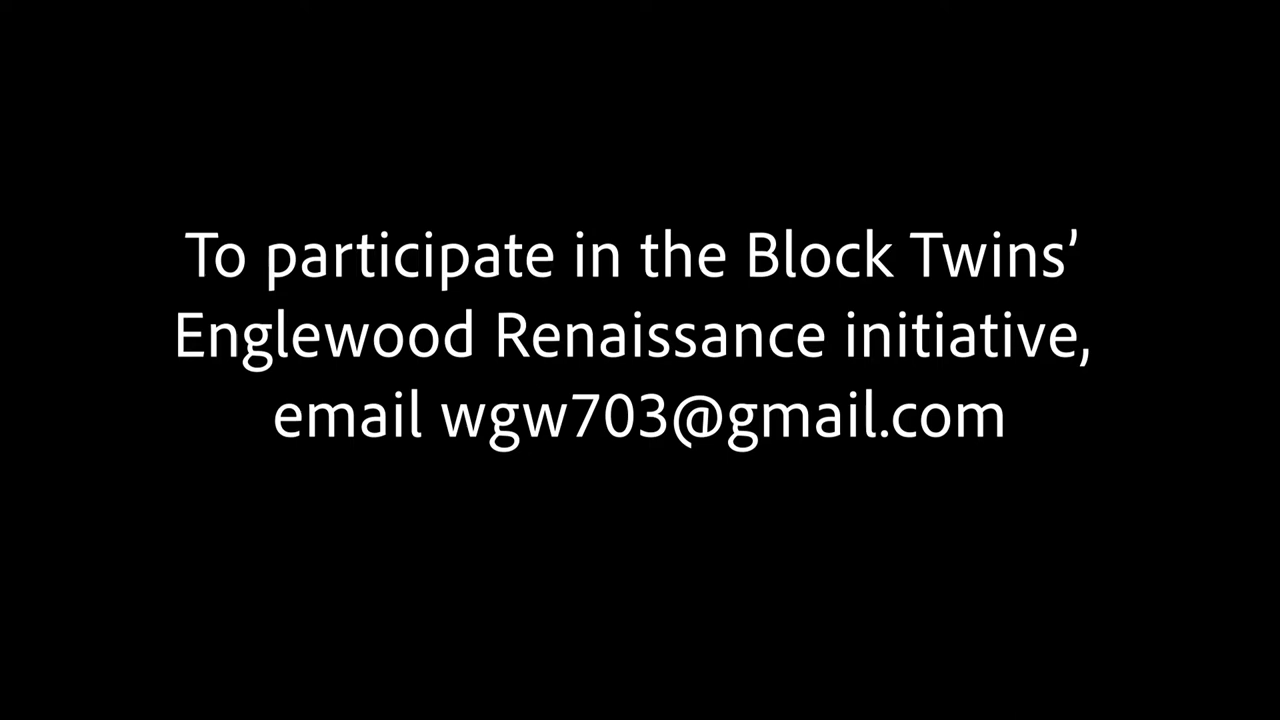 To participate in the Block Twins’
Englewood Renaissance initiative,
email wgw703@gmail.com